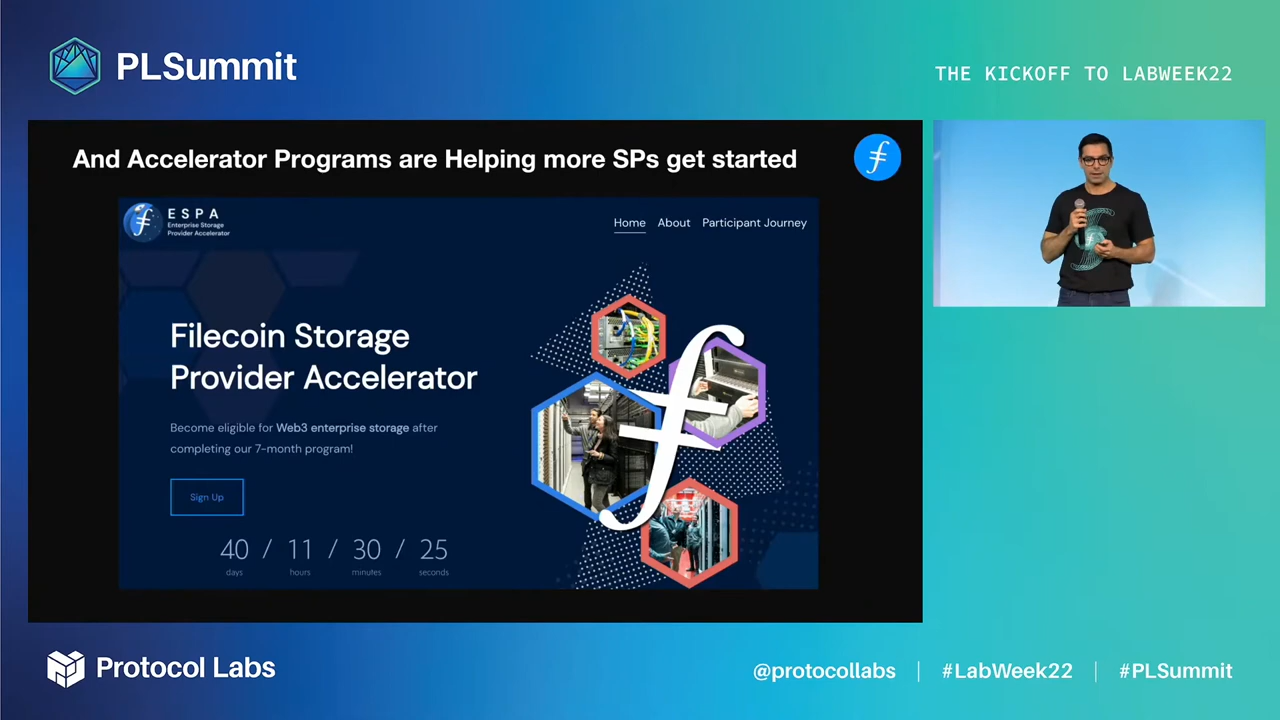 PLSummit
THE KICKOFF TO LABWEEK22
And Accelerator Programs are Helping more SPs get started
ESPA
Enterprise Storage
Provider Accelerator
Home About Participant Journey
Filecoin Storage
Provider Accelerator
Become eligible for Web3 enterprise storage after
completing our 7-month program!
Sign Up
40 / 11 / 30 / 25
days hours minutes seconds
Protocol Labs
@protocollabs | #LabWeek22 | #PLSummit